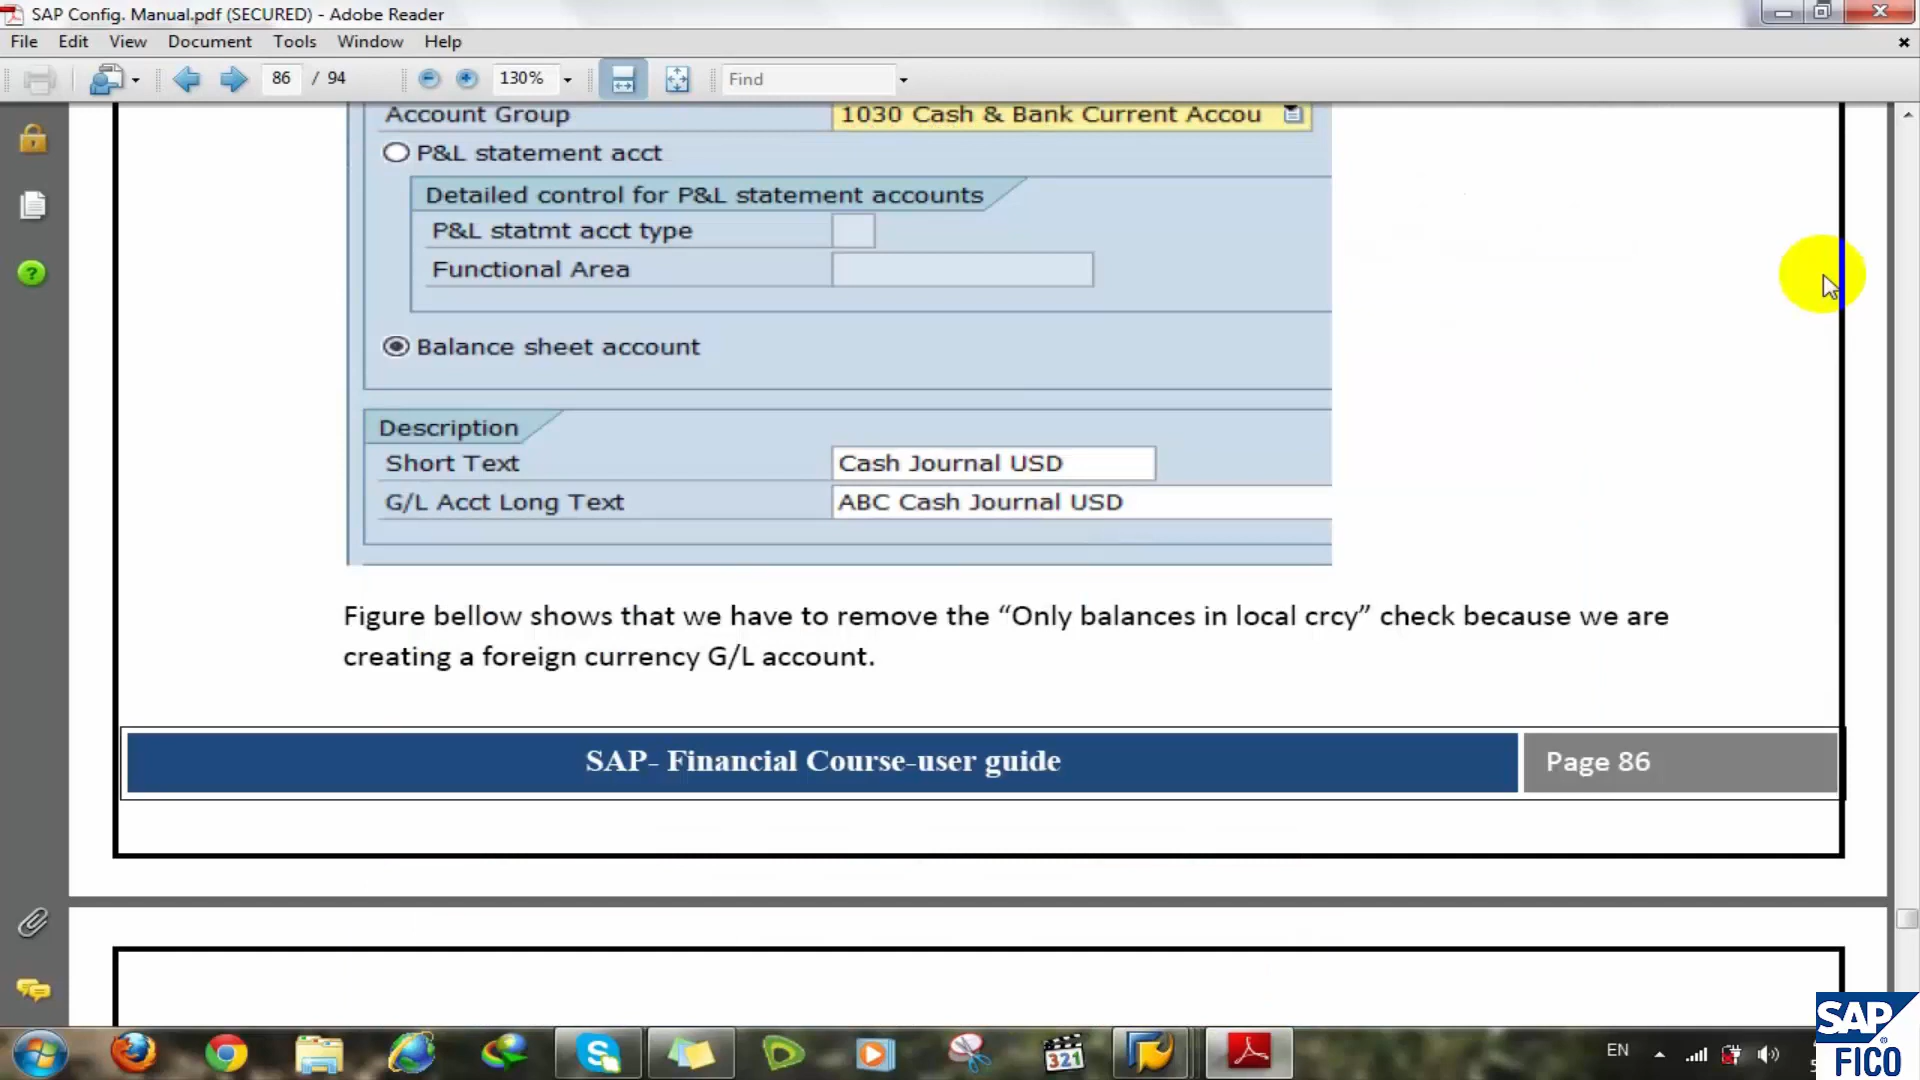 SAP Config. Manual.pdf (SECURED) - Adobe Reader
File Edit View Document Tools Window Help
86 / 94 130% Find
Account Group 1030 Cash & Bank Current Accou
P&L statement acct
Detailed control for P&L statement accounts
P&L statmt acct type
Functional Area
Balance sheet account
Description
Short Text Cash Journal USD
G/L Acct Long Text ABC Cash Journal USD
Figure bellow shows that we have to remove the “Only balances in local crcy” check because we are
creating a foreign currency G/L account.
SAP- Financial Course-user guide Page 86
321 EN
SAP
FICO